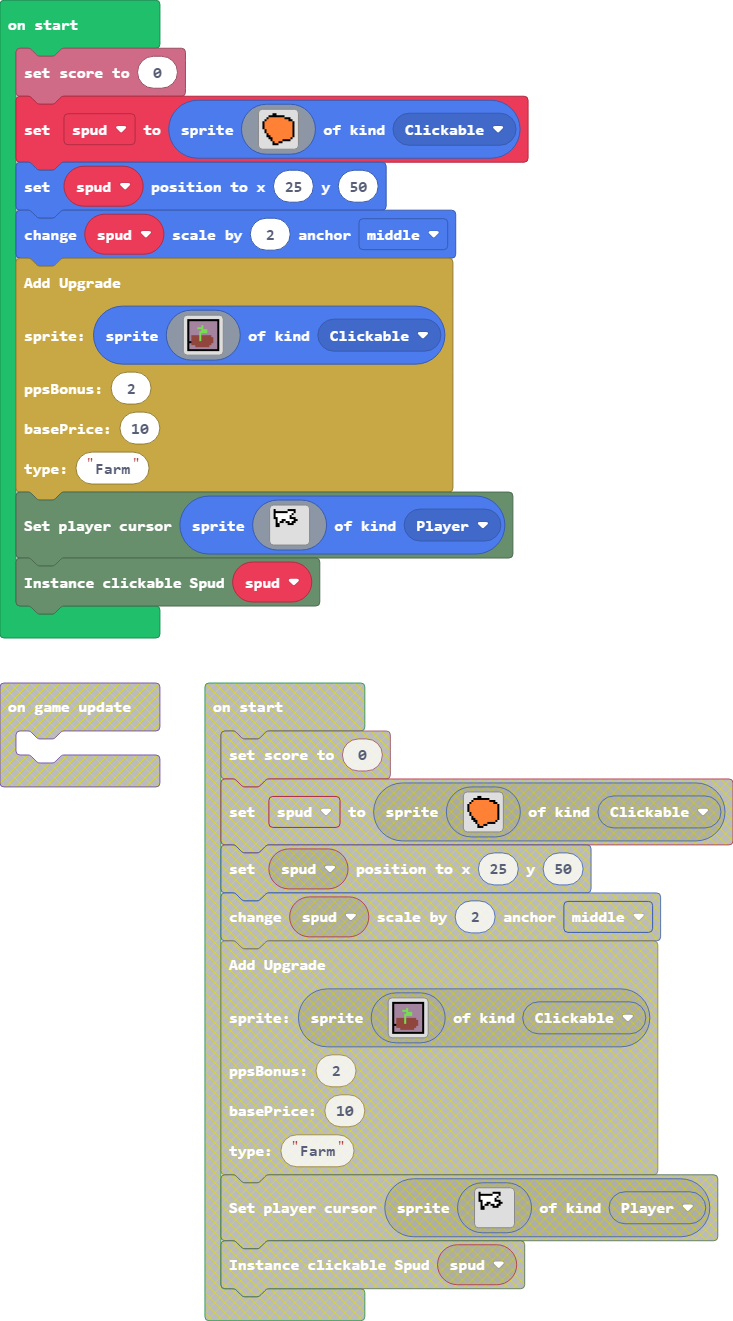 on start
set score to 0
set spud to sprite of kind Clickable
set spud position to x 25 y 50
change spud scale by 2 anchor middle
Add Upgrade
sprite: sprite of kind Clickable
ppsBonus: 2
basePrice: 10
type: "Farm"
Set player cursor sprite of kind Player
Instance clickable Spud spud
on game update
on start
set score to 0
set spud to sprite of kind Clickable
set spud position to x 25 y 50
change spud scale by 2 anchor middle
Add Upgrade
sprite: sprite of kind Clickable
ppsBonus: 2
basePrice: 10
type: "Farm"
Set player cursor sprite of kind Player
Instance clickable Spud spud